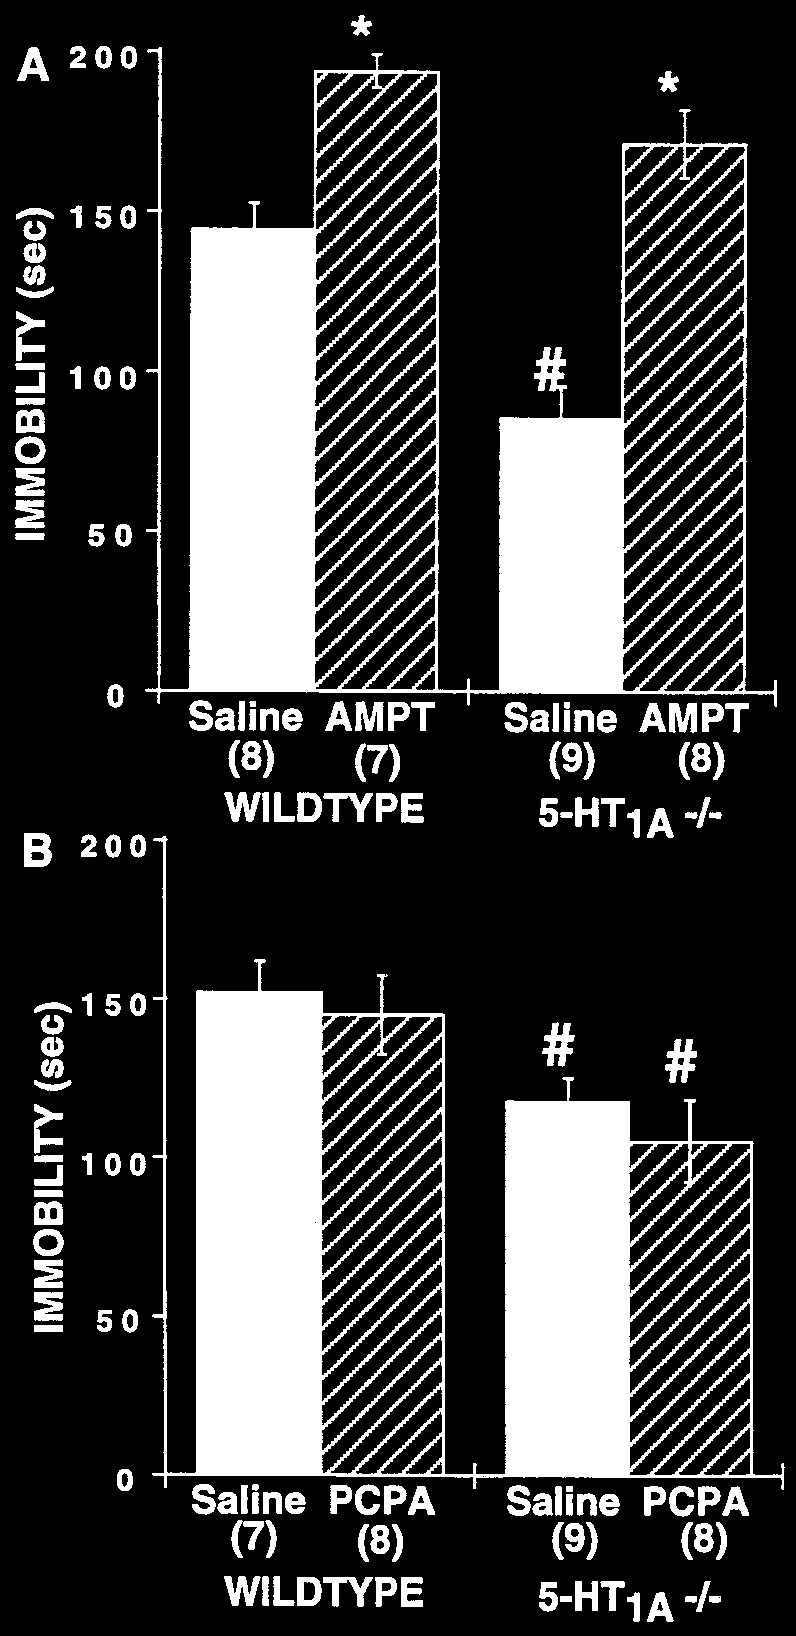 A
*
*
#
200
150
100
50
0
IMMOBILITY (sec)
Saline AMPT Saline AMPT
(8) (7) (9) (8)
WILDTYPE 5-HT1A -/-
B
#
#
200
150
100
50
0
IMMOBILITY (sec)
Saline PCPA Saline PCPA
(7) (8) (9) (8)
WILDTYPE 5-HT1A -/-